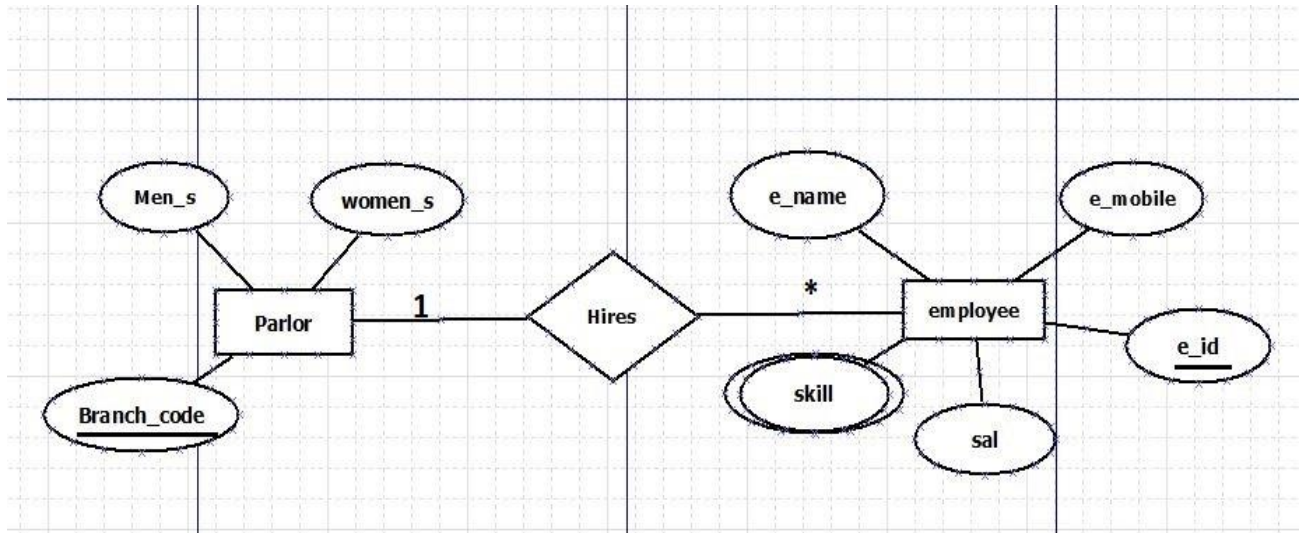 Men_s
women_s
e_name
e_mobile
Parlor
1
Hires
*
employee
Branch_code
skill
sal
e_id